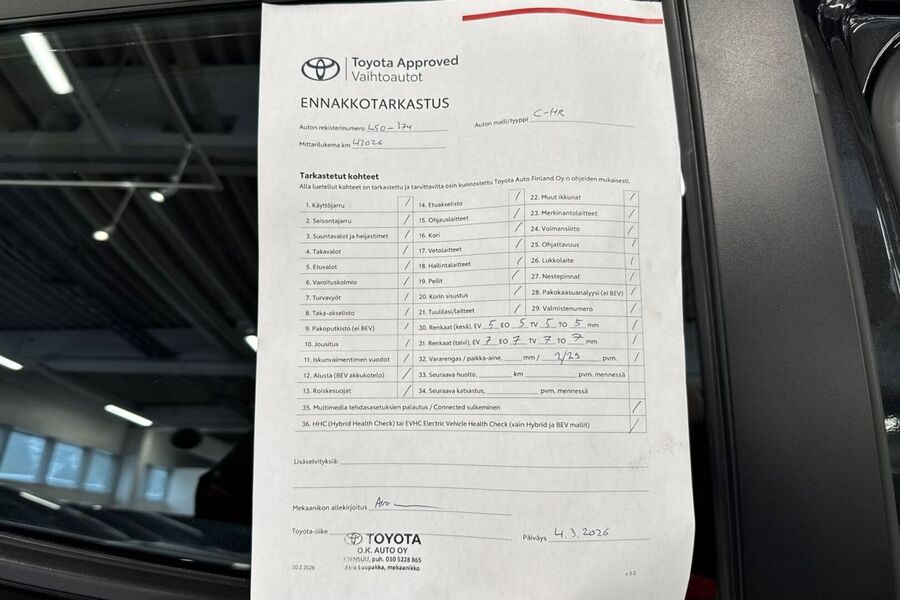 Toyota Approved
Vaihtoautot
ENNAKKOTARKASTUS
Auton rekisterinumero LSO-374 Auton malli/tyyppi C-HR
Mittarilukema km 43026
Tarkastetut kohteet
Alla luetellut kohteet on tarkastettu ja tarvittavilta osin kunnostettu Toyota Auto Finland Oy:n ohjeiden mukaisesti.
1. Käyttöjarru / 14. Etuakselisto / 22. Muut ikkunat /
2. Seisontajarru / 15. Ohjauslaitteet / 23. Merkinantolaitteet /
3. Suuntavalot ja heijastimet / 16. Kori / 24. Voimansiirto /
4. Takavalot / 17. Vetolaitteet / 25. Ohjattavuus /
5. Etuvalot / 18. Hallintalaitteet / 26. Lukkolaite /
6. Varoituskolmio / 19. Peilit / 27. Nestepinnat /
7. Turvavyöt / 20. Korin sisustus / 28. Pakokaasuanalyysi (ei BEV) /
8. Taka-akselisto / 21. Tuulilasi/laitteet / 29. Valmistenumero /
9. Pakoputkisto (ei BEV) / 30. Renkaat (kesä), EV 5 EO 5 TV 5 TO 5 mm /
10. Jousitus / 31. Renkaat (talvi), EV 7 EO 7 TV 7 TO 7 mm /
11. Iskunvaimentimen vuodot / 32. Vararengas / paikka-aine, mm / 2/29 pvm. /
12. Alusta (BEV akkukotelo) / 33. Seuraava huolto, km pvm. mennessä
13. Roiskesuojat / 34. Seuraava katsastus, pvm. mennessä
35. Multimedia tehdasasetuksien palautus / Connected sulkeminen /
36. HHC (Hybrid Health Check) tai EVHC Electric Vehicle Health Check (vain Hybrid ja BEV mallit) /
Lisäselvityksiä:
Mekaanikon allekirjoitus
Toyota-liike TOYOTA Päiväys 4.3.2026
O.K. AUTO OY
JOENSUU, puh. 010 5228 865
10.2.2026 Atro Luopakka, mekaanikko v 3.0